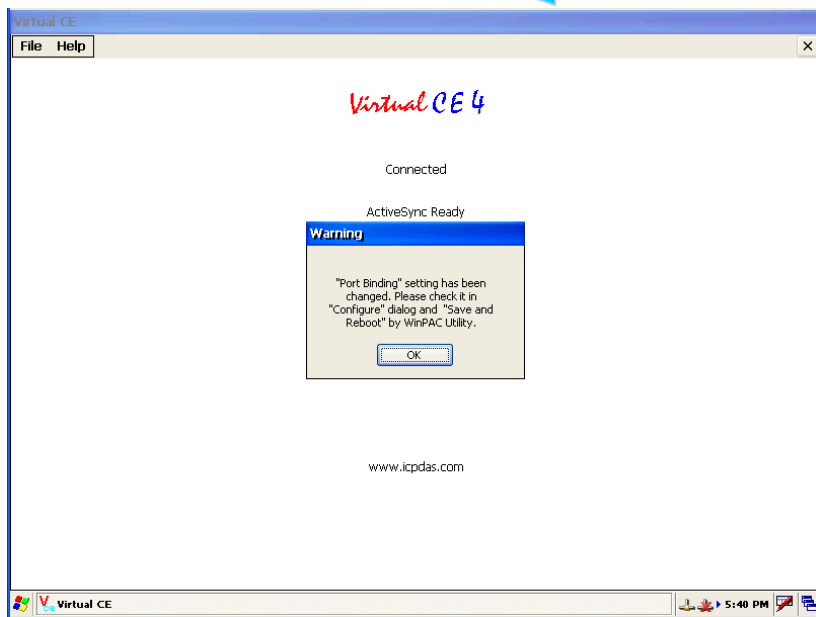 Virtual CE
File Help
Virtual CE 4
Connected
ActiveSync Ready
Warning
"Port Binding" setting has been
changed. Please check it in
"Configure" dialog and "Save and
Reboot" by WinPAC Utility.
OK
www.icpdas.com
Virtual CE
5:40 PM